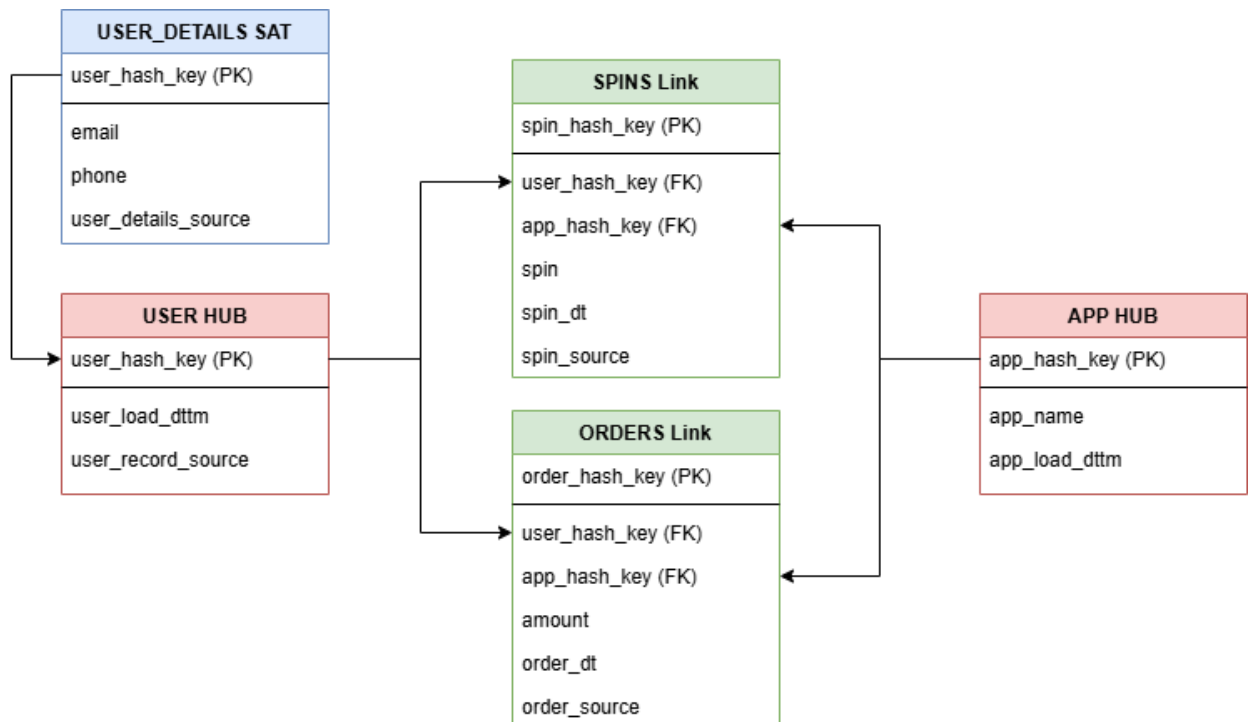 USER_DETAILS SAT
user_hash_key (PK)
email
phone
user_details_source
USER HUB
user_hash_key (PK)
user_load_dttm
user_record_source
SPINS Link
spin_hash_key (PK)
user_hash_key (FK)
app_hash_key (FK)
spin
spin_dt
spin_source
ORDERS Link
order_hash_key (PK)
user_hash_key (FK)
app_hash_key (FK)
amount
order_dt
order_source
APP HUB
app_hash_key (PK)
app_name
app_load_dttm